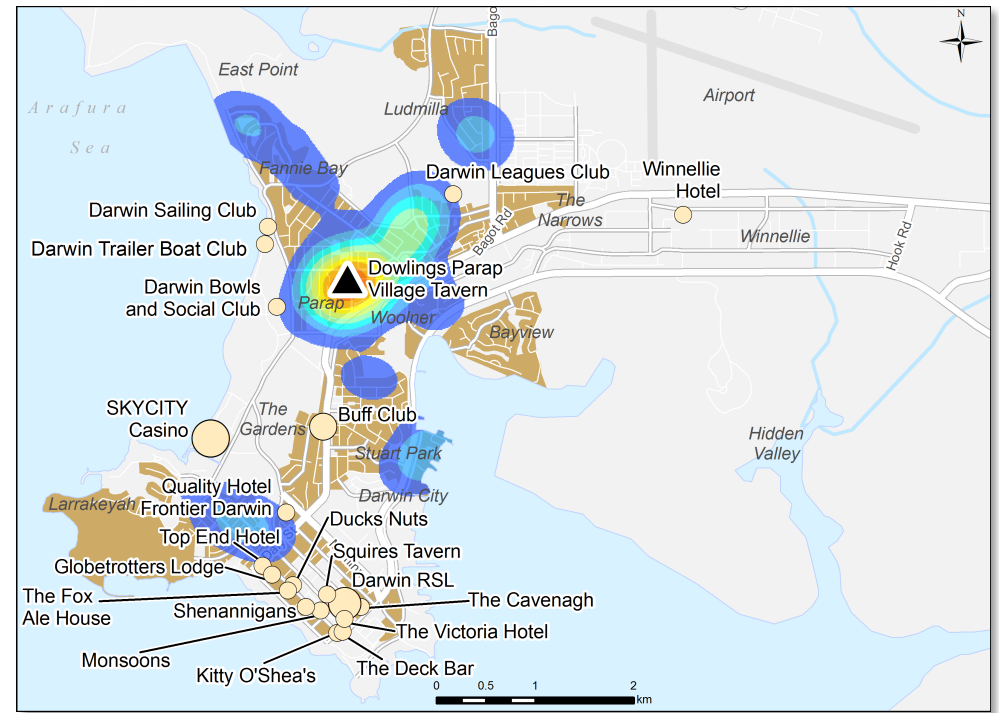 N
Bago
East Point
Arafura
Sea
Ludmilla
Airport
Fannie Bay
Darwin Leagues Club
Winnellie
Hotel
The
Narrows
Darwin Sailing Club
Bagot Rd
Winnellie
Hook Rd
Darwin Trailer Boat Club
Dowlings Parap
Village Tavern
Darwin Bowls
and Social Club
Parap
Woolner
Bayview
SKYCITY
Casino
The
Gardens
Buff Club
Stuart Park
Hidden
Valley
Quality Hotel
Frontier Darwin
Larrakeyah
Darwin City
Ducks Nuts
Top End Hotel
Squires Tavern
Globetrotters Lodge
Darwin RSL
The Fox
Ale House
Shenannigans
The Cavenagh
The Victoria Hotel
Monsoons
Kitty O'Shea's
The Deck Bar
0 0.5 1 2
km